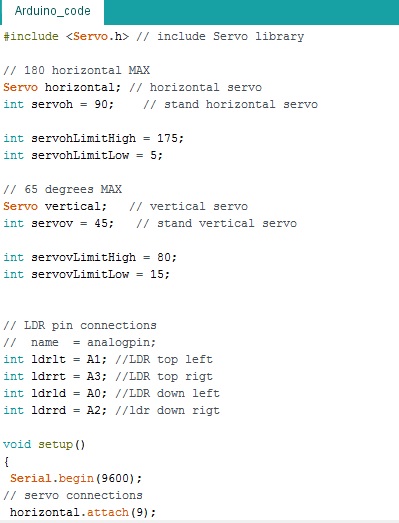 Arduino_code
#include <Servo.h> // include Servo library
// 180 horizontal MAX
Servo horizontal; // horizontal servo
int servoh = 90;    // stand horizontal servo
int servohLimitHigh = 175;
int servohLimitLow = 5;
// 65 degrees MAX
Servo vertical;   // vertical servo
int servov = 45;   // stand vertical servo
int servovLimitHigh = 80;
int servovLimitLow = 15;
// LDR pin connections
//  name  = analogpin;
int ldrlt = A1; //LDR top left
int ldrrt = A3; //LDR top rigt
int ldrld = A0; //LDR down left
int ldrrd = A2; //ldr down rigt
void setup()
{
 Serial.begin(9600);
// servo connections
 horizontal.attach(9);